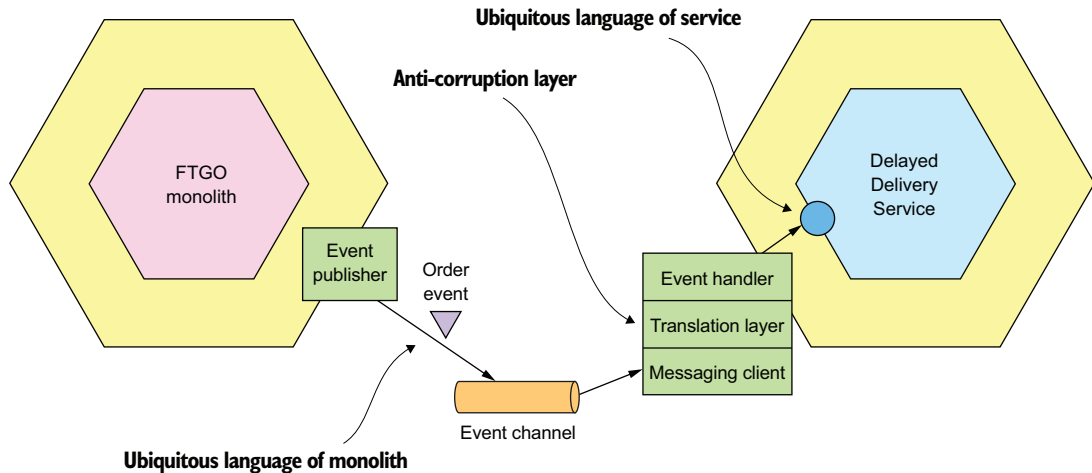 Ubiquitous language of service
Anti-corruption layer
FTGO
monolith
Delayed
Delivery
Service
Event
publisher
Order
event
Event handler
Translation layer
Messaging client
Event channel
Ubiquitous language of monolith